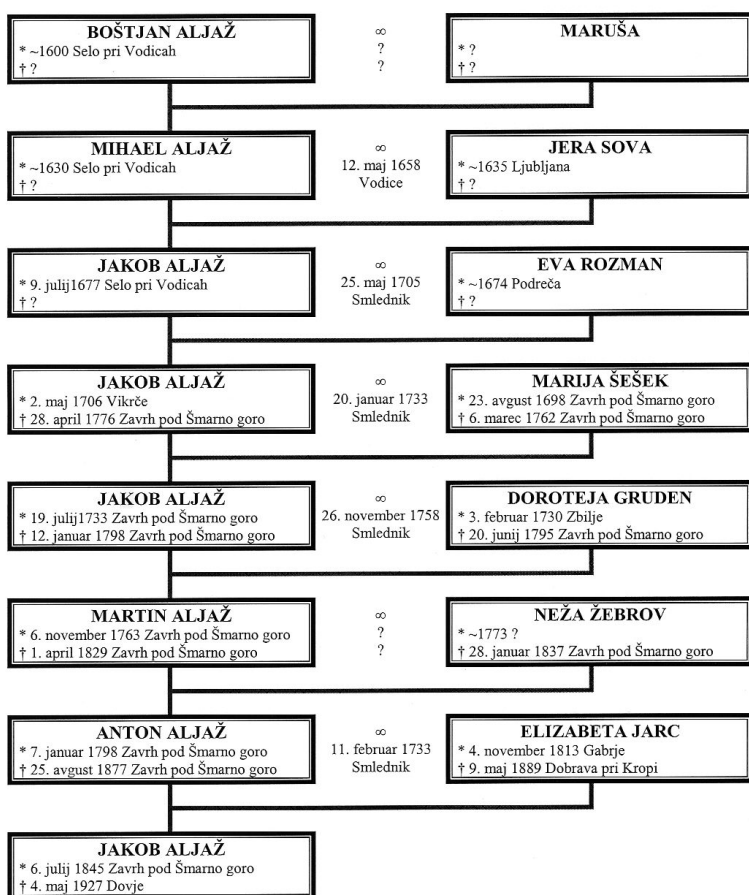 BOŠTJAN ALJAŽ
* ~1600 Selo pri Vodicah
† ?
∞
?
?
MARUŠA
* ?
† ?
MIHAEL ALJAŽ
* ~1630 Selo pri Vodicah
† ?
∞
12. maj 1658
Vodice
JERA SOVA
* ~1635 Ljubljana
† ?
JAKOB ALJAŽ
* 9. julij1677 Selo pri Vodicah
† ?
∞
25. maj 1705
Smlednik
EVA ROZMAN
* ~1674 Podreča
† ?
JAKOB ALJAŽ
* 2. maj 1706 Vikrče
† 28. april 1776 Zavrh pod Šmarno goro
∞
20. januar 1733
Smlednik
MARIJA ŠEŠEK
* 23. avgust 1698 Zavrh pod Šmarno goro
† 6. marec 1762 Zavrh pod Šmarno goro
JAKOB ALJAŽ
* 19. julij1733 Zavrh pod Šmarno goro
† 12. januar 1798 Zavrh pod Šmarno goro
∞
26. november 1758
Smlednik
DOROTEJA GRUDEN
* 3. februar 1730 Zbilje
† 20. junij 1795 Zavrh pod Šmarno goro
MARTIN ALJAŽ
* 6. november 1763 Zavrh pod Šmarno goro
† 1. april 1829 Zavrh pod Šmarno goro
∞
?
?
NEŽA ŽEBROV
* ~1773 ?
† 28. januar 1837 Zavrh pod Šmarno goro
ANTON ALJAŽ
* 7. januar 1798 Zavrh pod Šmarno goro
† 25. avgust 1877 Zavrh pod Šmarno goro
∞
11. februar 1733
Smlednik
ELIZABETA JARC
* 4. november 1813 Gabrje
† 9. maj 1889 Dobrava pri Kropi
JAKOB ALJAŽ
* 6. julij 1845 Zavrh pod Šmarno goro
† 4. maj 1927 Dovje